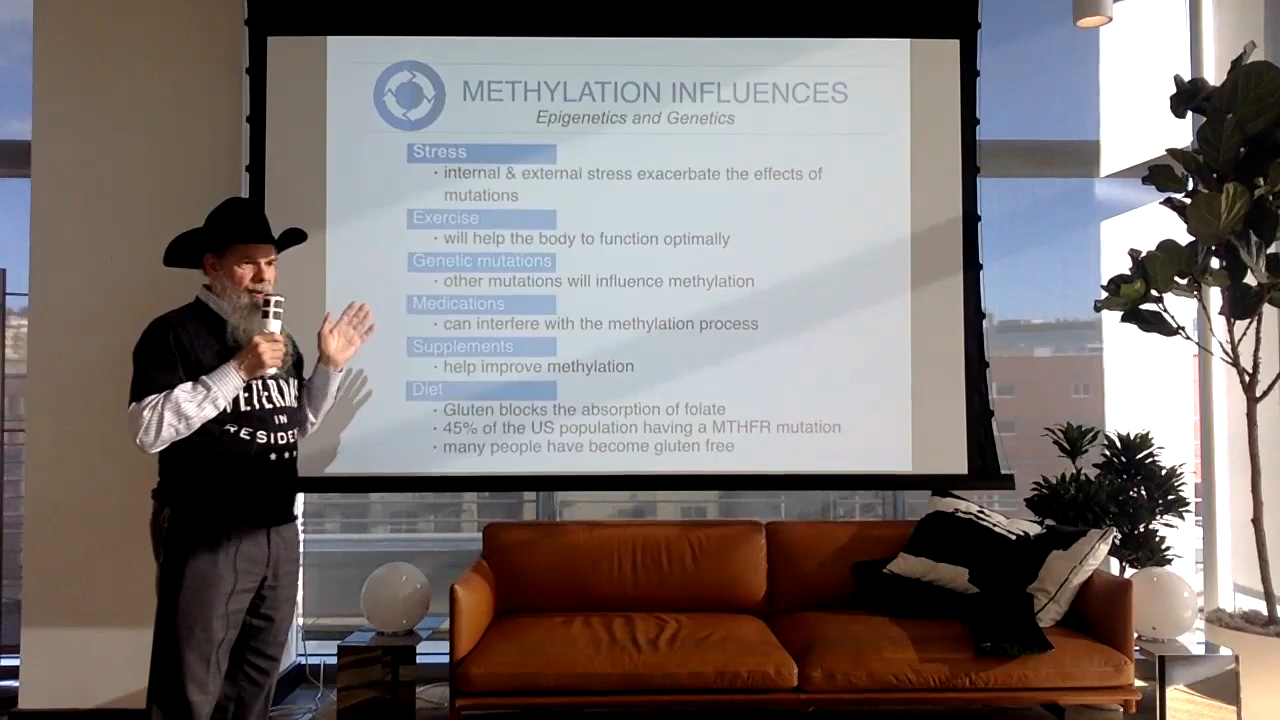 METHYLATION INFLUENCES
Epigenetics and Genetics
Stress
· internal & external stress exacerbate the effects of
mutations
Exercise
· will help the body to function optimally
Genetic mutations
· other mutations will influence methylation
Medications
· can interfere with the methylation process
Supplements
· help improve methylation
Diet
· Gluten blocks the absorption of folate
· 45% of the US population having a MTHFR mutation
· many people have become gluten free
IN